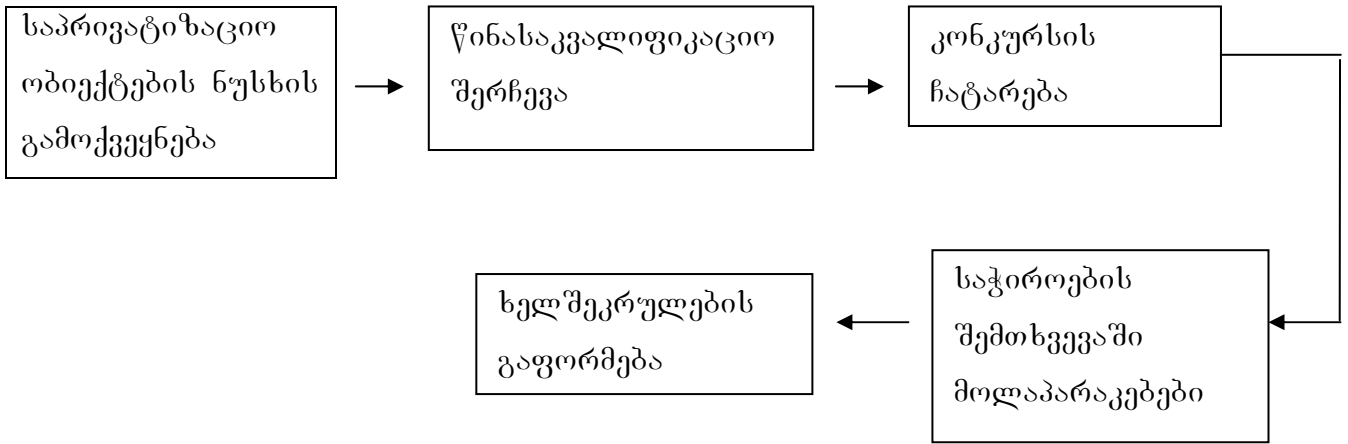 საპრივატიზაციო
ობიექტების ნუსხის
გამოქვეყნება
წინასაკვალიფიკაციო
შერჩევა
კონკურსის
ჩატარება
საჭიროების
შემთხვევაში
მოლაპარაკებები
ხელშეკრულების
გაფორმება